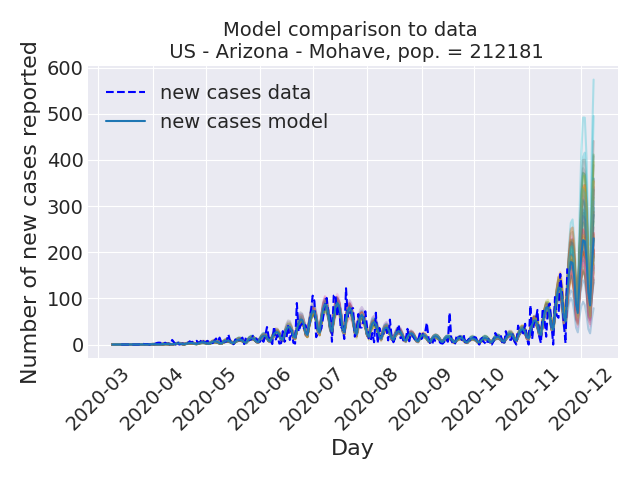 Model comparison to data
US - Arizona - Mohave, pop. = 212181
Number of new cases reported
600
500
400
300
200
100
0
new cases data
new cases model
2020-03
2020-04
2020-05
2020-06
2020-07
2020-08
2020-09
2020-10
2020-11
2020-12
Day